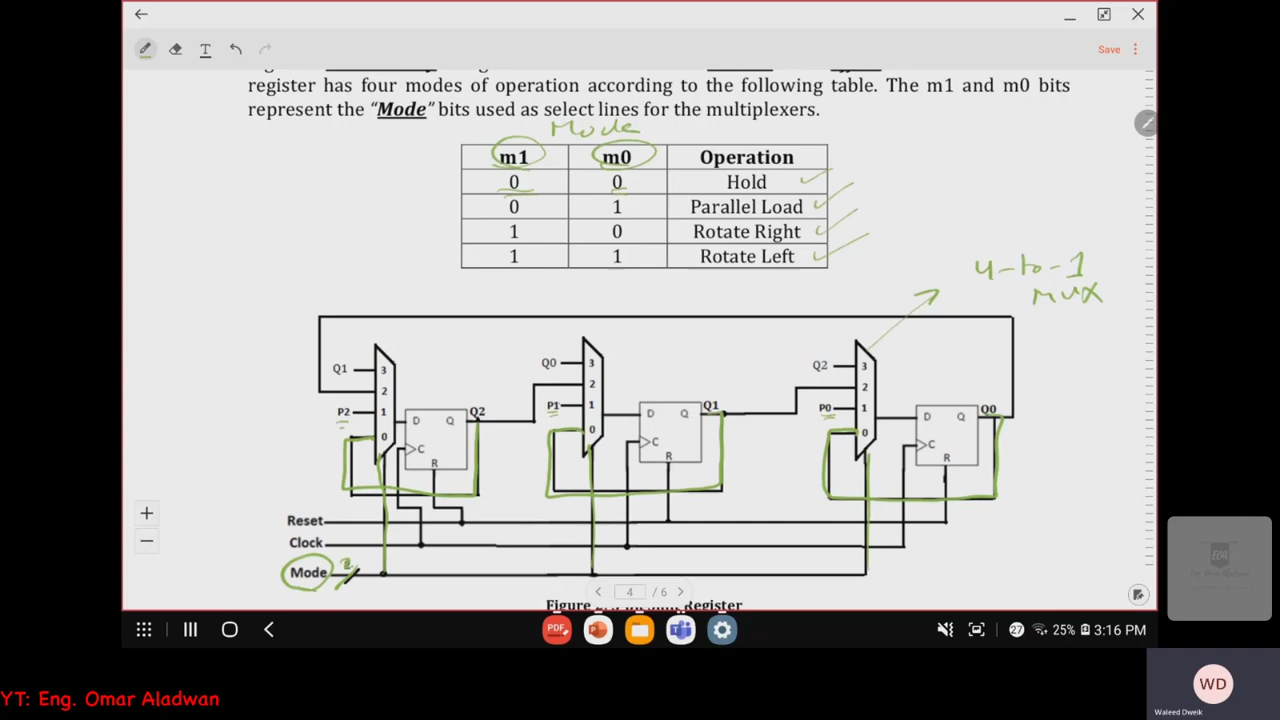 Save
register has four modes of operation according to the following table. The m1 and m0 bits
represent the "Mode" bits used as select lines for the multiplexers.
Mode
m1 m0 Operation
0 0 Hold
0 1 Parallel Load
1 0 Rotate Right
1 1 Rotate Left
4-to-1
MUX
Q1 3
2
P2 1
0
D Q
C
R
Q2
Q0 3
2
P1 1
0
D Q
C
R
Q1
Q2 3
2
P0 1
0
D Q
C
R
Q0
Reset
Clock
Mode 2
4 / 6
Register
PDF
27 25% 3:16 PM
YT: Eng. Omar Aladwan
WD
Waleed Dweik